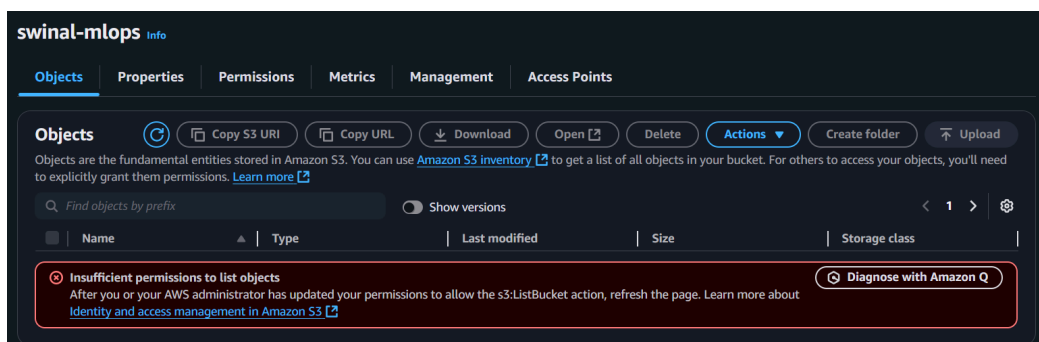 swinal-mlops Info
Objects Properties Permissions Metrics Management Access Points
Objects Copy S3 URI Copy URL Download Open Delete Actions Create folder Upload
Objects are the fundamental entities stored in Amazon S3. You can use Amazon S3 inventory to get a list of all objects in your bucket. For others to access your objects, you'll need
to explicitly grant them permissions. Learn more
Find objects by prefix Show versions 1
Name Type Last modified Size Storage class
Insufficient permissions to list objects Diagnose with Amazon Q
After you or your AWS administrator has updated your permissions to allow the s3:ListBucket action, refresh the page. Learn more about
Identity and access management in Amazon S3